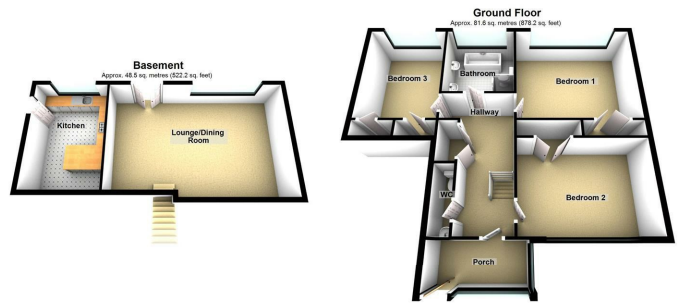 Basement
Approx. 48.5 sq. metres (522.2 sq. feet)
Kitchen
Lounge/Dining
Room
Ground Floor
Approx. 81.6 sq. metres (878.2 sq. feet)
Bedroom 3
Bathroom
Bedroom 1
Hallway
WC
Bedroom 2
Porch